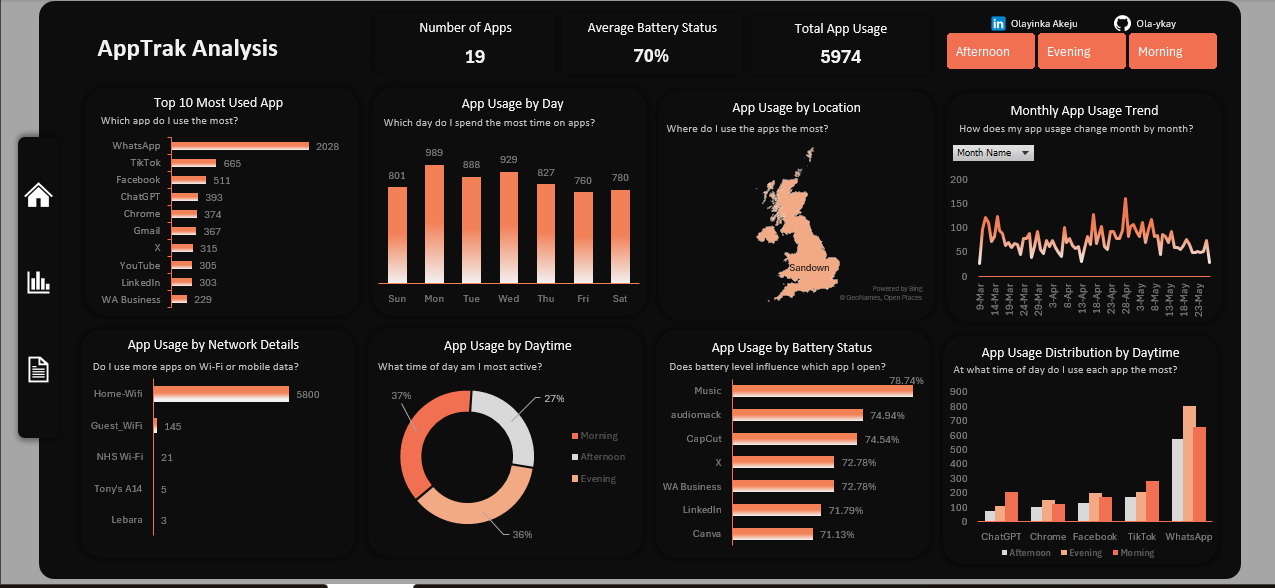 AppTrak Analysis
Number of Apps
19
Average Battery Status
70%
Total App Usage
5974
Olayinka Akeju
Ola-ykay
Afternoon
Evening
Morning
Top 10 Most Used App
Which app do I use the most?
WhatsApp 2028
TikTok 665
Facebook 511
ChatGPT 393
Chrome 374
Gmail 367
X 315
YouTube 305
LinkedIn 303
WA Business 229
App Usage by Day
Which day do I spend the most time on apps?
801 989 888 929 827 760 780
Sun Mon Tue Wed Thu Fri Sat
App Usage by Location
Where do I use the apps the most?
Sandown
Powered by Bing
© GeoNames, Open Places
Monthly App Usage Trend
How does my app usage change month by month?
Month Name
200
150
100
50
0
9-Mar 14-Mar 19-Mar 24-Mar 29-Mar 3-Apr 8-Apr 13-Apr 18-Apr 23-Apr 28-Apr 3-May 8-May 13-May 18-May 23-May
App Usage by Network Details
Do I use more apps on Wi-Fi or mobile data?
Home-Wifi 5800
Guest_WiFi 145
NHS Wi-Fi 21
Tony's A14 5
Lebara 3
App Usage by Daytime
What time of day am I most active?
37%
27%
36%
Morning
Afternoon
Evening
App Usage by Battery Status
Does battery level influence which app I open?
Music 78.74%
audiomack 74.94%
CapCut 74.54%
X 72.78%
WA Business 72.78%
LinkedIn 71.79%
Canva 71.13%
App Usage Distribution by Daytime
At what time of day do I use each app the most?
900
800
700
600
500
400
300
200
100
0
ChatGPT Chrome Facebook TikTok WhatsApp
Afternoon Evening Morning